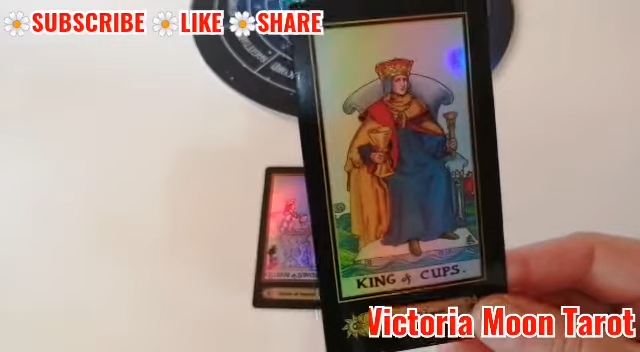 🌼SUBSCRIBE 🌼LIKE 🌼SHARE
KING of CUPS.
Victoria Moon Tarot